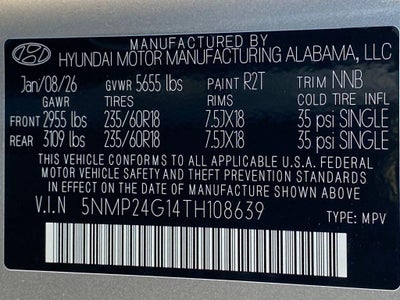 MANUFACTURED BY
HYUNDAI MOTOR MANUFACTURING ALABAMA, LLC
Jan/08/26 GVWR 5655 lbs PAINT R2T TRIM NNB
GAWR TIRES RIMS COLD TIRE INFL
FRONT 2955 lbs 235/60R18 7.5JX18 35 psi SINGLE
REAR 3109 lbs 235/60R18 7.5JX18 35 psi SINGLE
THIS VEHICLE CONFORMS TO ALL APPLICABLE U.S.A. FEDERAL
MOTOR VEHICLE SAFETY AND THEFT PREVENTION STANDARDS
IN EFFECT ON THE DATE OF MANUFACTURE SHOWN ABOVE
V.I.N 5NMP24G14TH108639 TYPE: MPV